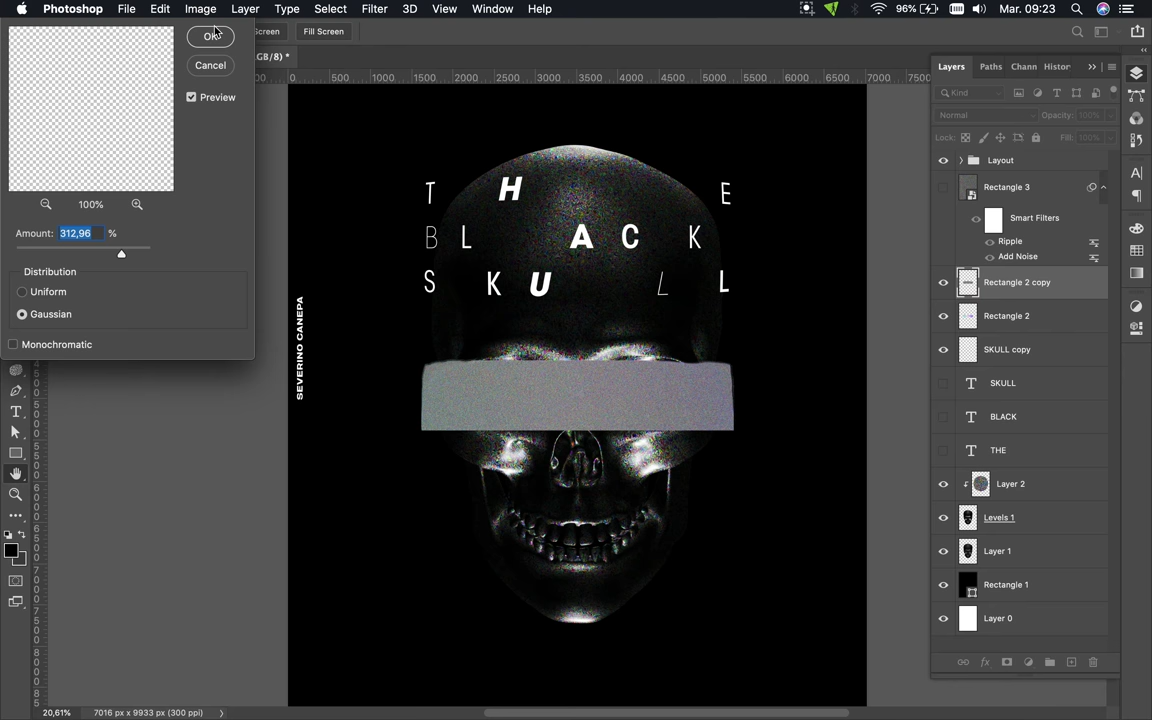 Photoshop File Edit Image Layer Type Select Filter 3D View Window Help 96% Mar. 09:23
OK
Screen Fill Screen
Cancel
GB/8) *
Preview
0 500 1000 1500 2000 2500 3000 3500 4000 4500 5000 5500 6000 6500 7000 7500
100%
Amount: 312,96 %
Distribution
Uniform
Gaussian
Monochromatic
T H E
B L A C K
S K U L L
SEVERINO CANEPA
Layers Paths Chann Histor
Kind
Normal Opacity: 100%
Lock: Fill: 100%
Layout
Rectangle 3
Smart Filters
Ripple
Add Noise
Rectangle 2 copy
Rectangle 2
SKULL copy
T SKULL
T BLACK
T THE
Layer 2
Levels 1
Layer 1
Rectangle 1
Layer 0
fx
20,61% 7016 px x 9933 px (300 ppi)